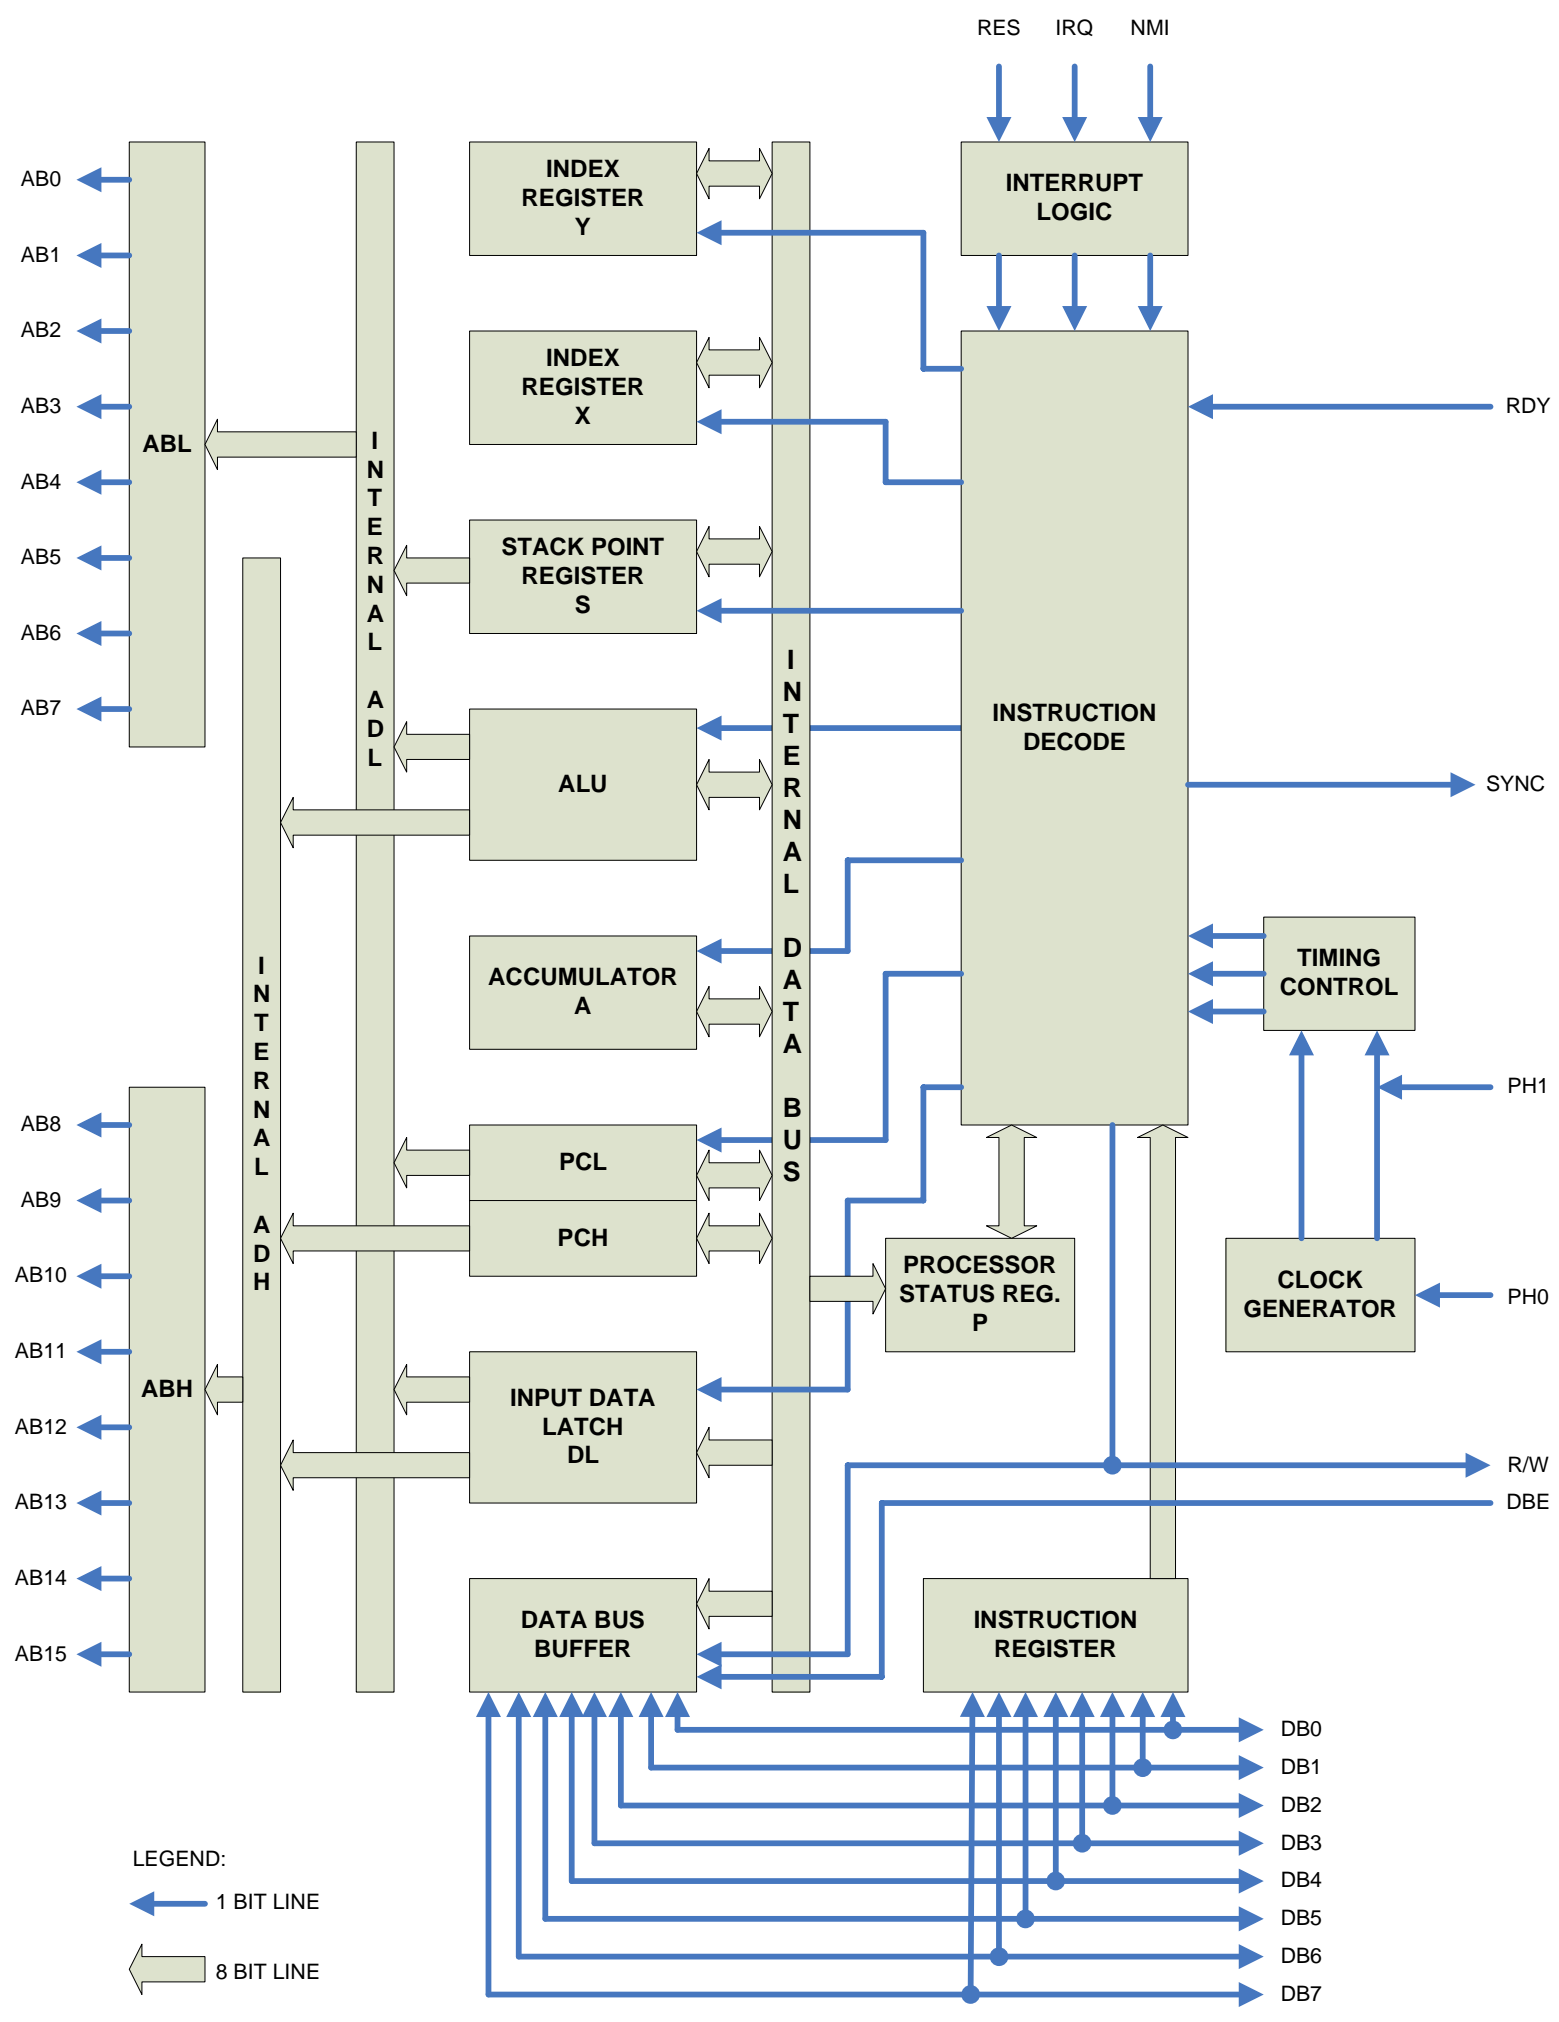 RES IRQ NMI
AB0
AB1
AB2
AB3
AB4
AB5
AB6
AB7
AB8
AB9
AB10
AB11
AB12
AB13
AB14
AB15
ABL
ABH
INTERNAL ADH
INTERNAL ADL
INDEX
REGISTER
Y
INDEX
REGISTER
X
STACK POINT
REGISTER
S
ALU
ACCUMULATOR
A
PCL
PCH
INPUT DATA
LATCH
DL
DATA BUS
BUFFER
INTERNAL DATA BUS
INTERRUPT
LOGIC
INSTRUCTION
DECODE
PROCESSOR
STATUS REG.
P
INSTRUCTION
REGISTER
TIMING
CONTROL
CLOCK
GENERATOR
RDY
SYNC
PH1
PH0
R/W
DBE
DB0
DB1
DB2
DB3
DB4
DB5
DB6
DB7
LEGEND:
1 BIT LINE
8 BIT LINE